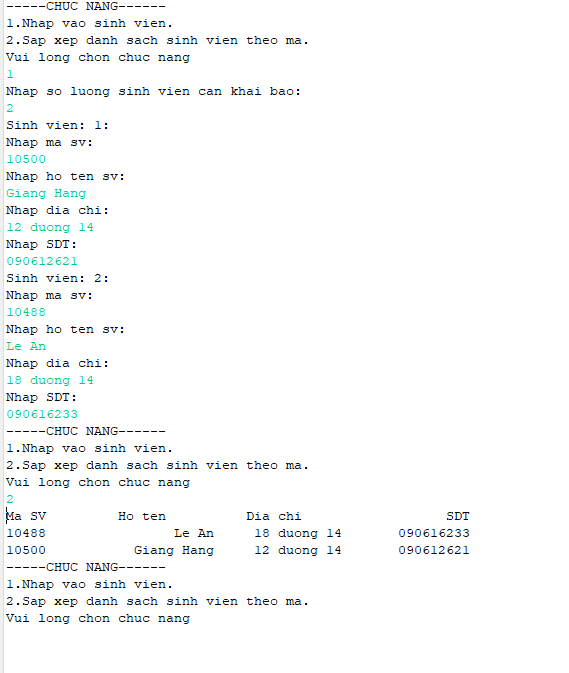 -----CHUC NANG------
1.Nhap vao sinh vien.
2.Sap xep danh sach sinh vien theo ma.
Vui long chon chuc nang
1
Nhap so luong sinh vien can khai bao:
2
Sinh vien: 1:
Nhap ma sv:
10500
Nhap ho ten sv:
Giang Hang
Nhap dia chi:
12 duong 14
Nhap SDT:
090612621
Sinh vien: 2:
Nhap ma sv:
10488
Nhap ho ten sv:
Le An
Nhap dia chi:
18 duong 14
Nhap SDT:
090616233
-----CHUC NANG------
1.Nhap vao sinh vien.
2.Sap xep danh sach sinh vien theo ma.
Vui long chon chuc nang
2
Ma SV         Ho ten          Dia chi                  SDT
10488                Le An     18 duong 14       090616233
10500           Giang Hang     12 duong 14       090612621
-----CHUC NANG------
1.Nhap vao sinh vien.
2.Sap xep danh sach sinh vien theo ma.
Vui long chon chuc nang